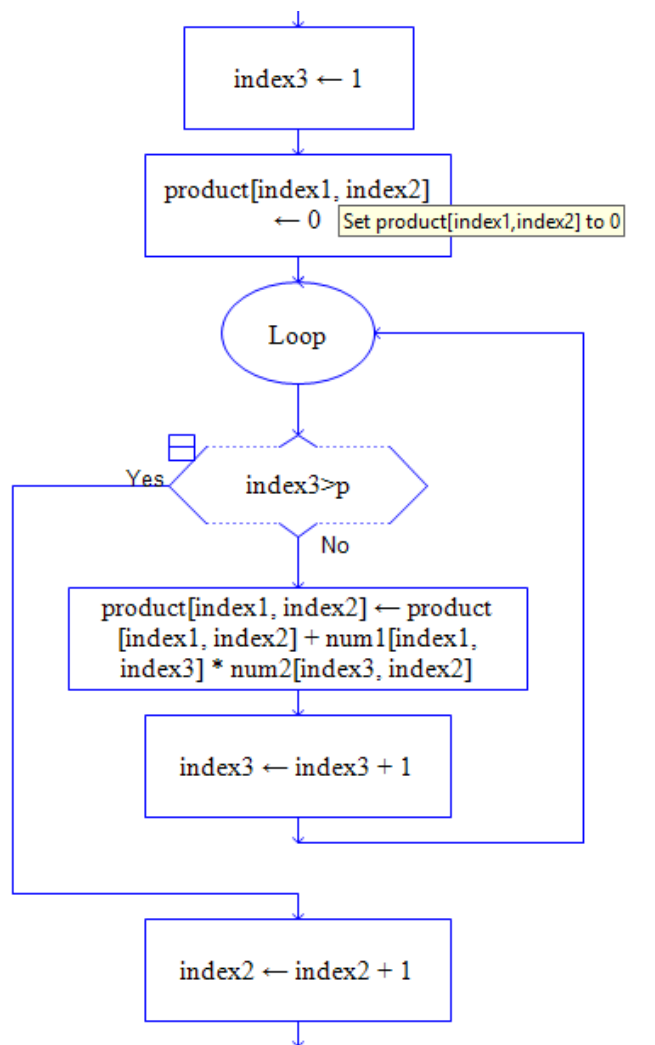 index3 ← 1
product[index1, index2]
← 0
Set product[index1,index2] to 0
Loop
Yes
index3>p
No
product[index1, index2] ← product
[index1, index2] + num1[index1,
index3] * num2[index3, index2]
index3 ← index3 + 1
index2 ← index2 + 1